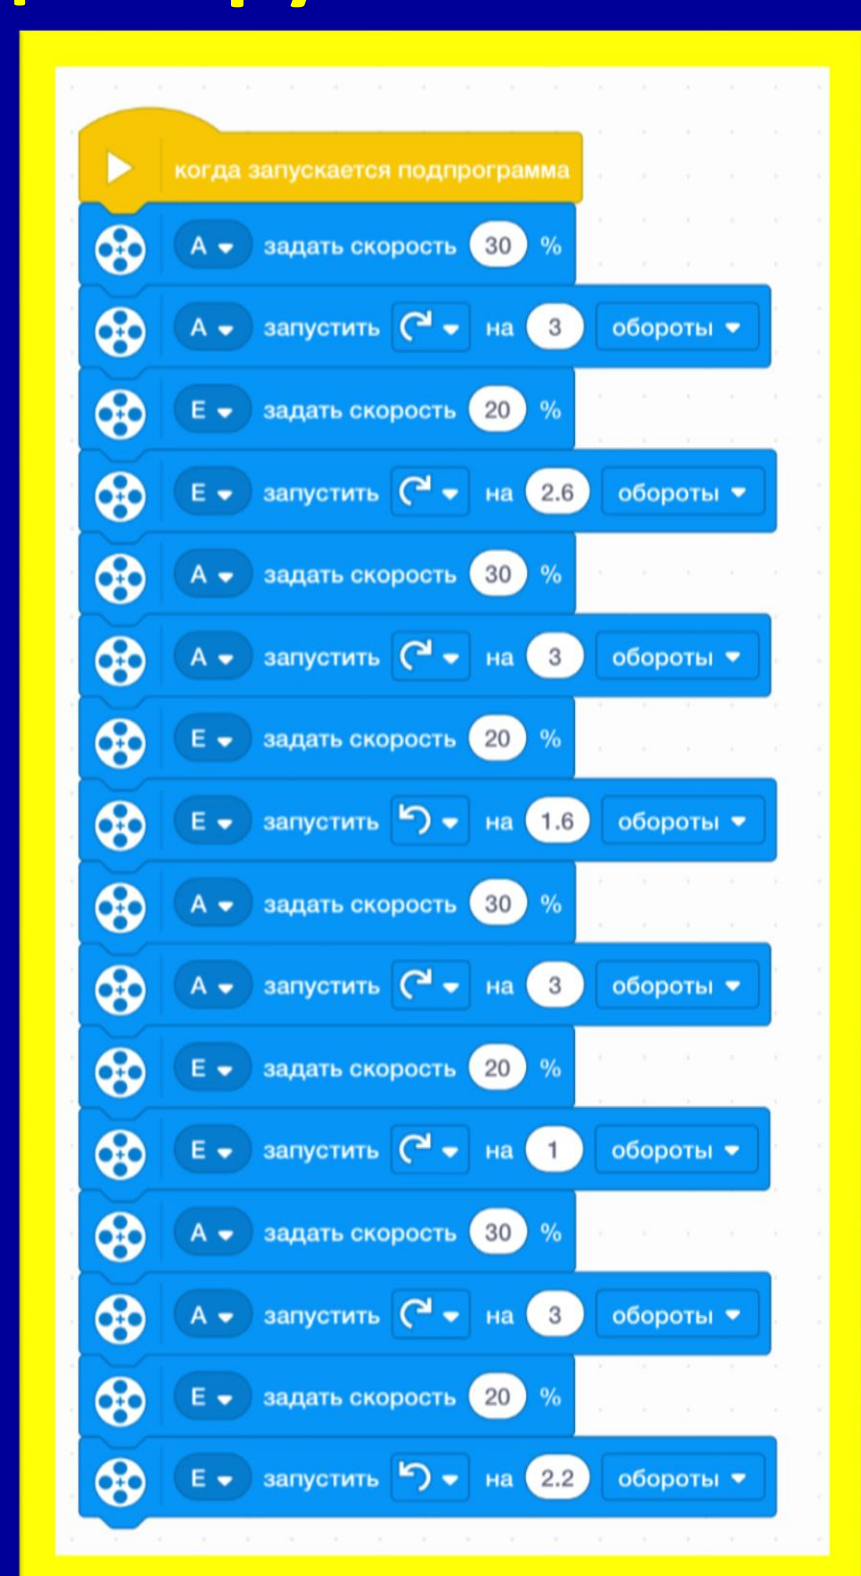 когда запускается подпрограмма
A задать скорость 30 %
A запустить на 3 обороты
E задать скорость 20 %
E запустить на 2.6 обороты
A задать скорость 30 %
A запустить на 3 обороты
E задать скорость 20 %
E запустить на 1.6 обороты
A задать скорость 30 %
A запустить на 3 обороты
E задать скорость 20 %
E запустить на 1 обороты
A задать скорость 30 %
A запустить на 3 обороты
E задать скорость 20 %
E запустить на 2.2 обороты